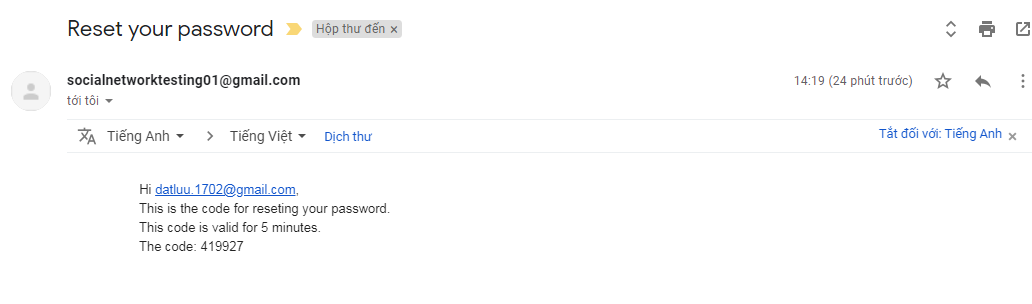 Reset your password Hộp thư đến ×
socialnetworktesting01@gmail.com 14:19 (24 phút trước)
tới tôi
Tiếng Anh Tiếng Việt Dịch thư Tắt đối với: Tiếng Anh ×
Hi datluu.1702@gmail.com,
This is the code for reseting your password.
This code is valid for 5 minutes.
The code: 419927